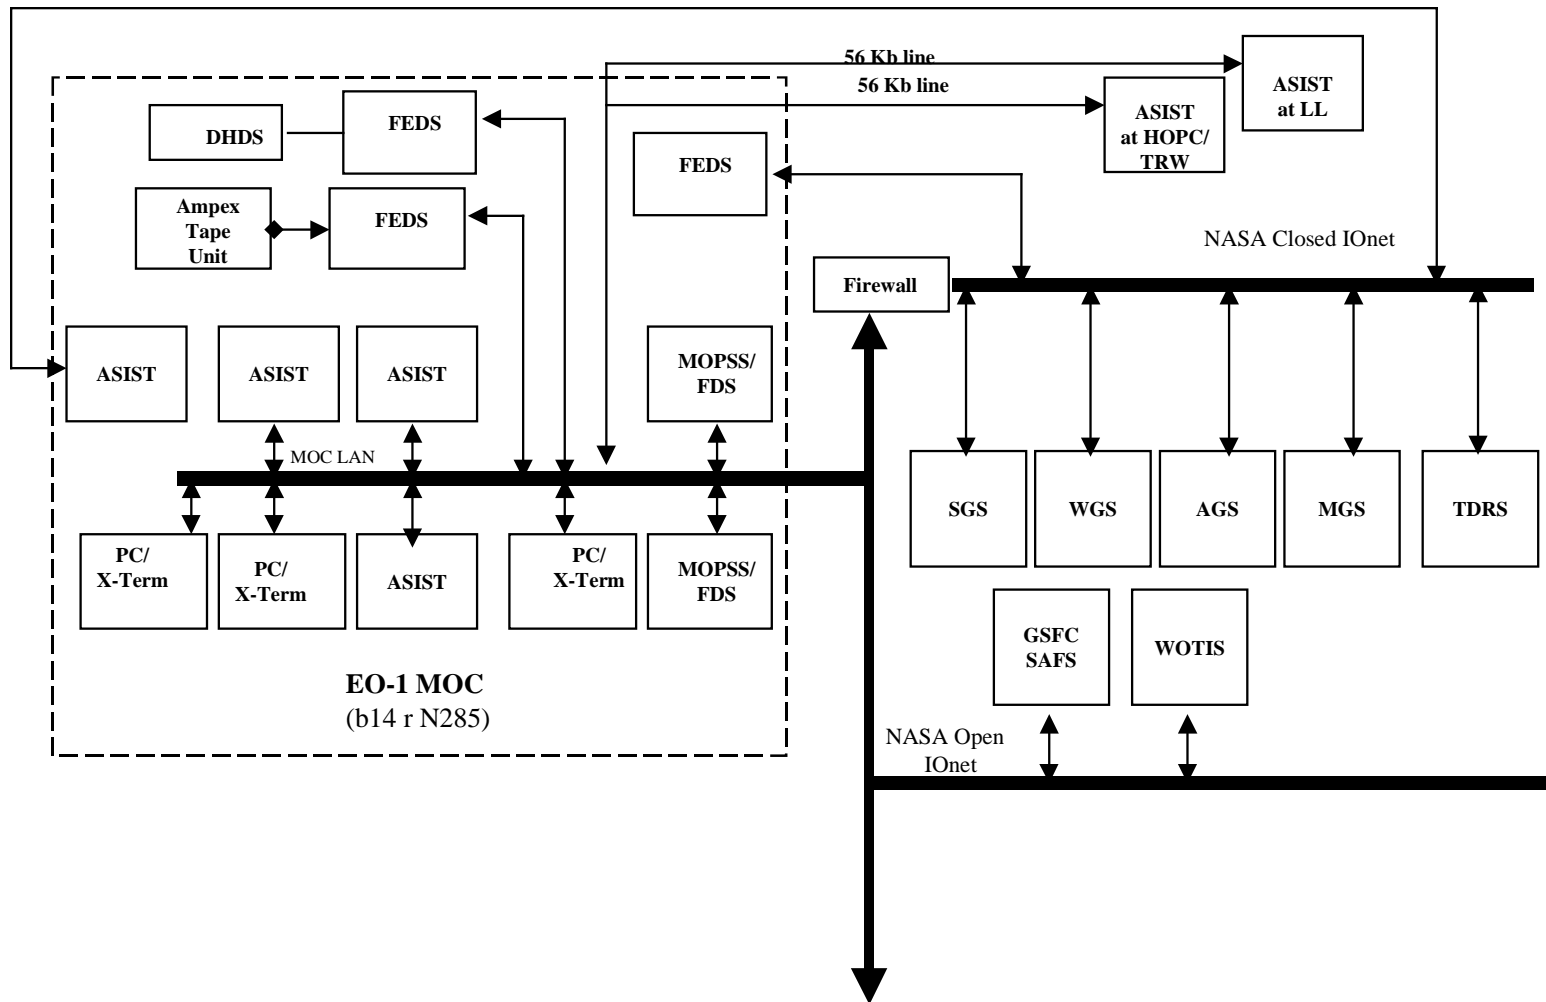 56 Kb line
56 Kb line
ASIST
at LL
ASIST
at HOPC/
TRW
DHDS
FEDS
FEDS
Ampex
Tape
Unit
FEDS
NASA Closed IOnet
Firewall
ASIST
ASIST
ASIST
MOPSS/
FDS
MOC LAN
SGS
WGS
AGS
MGS
TDRS
PC/
X-Term
PC/
X-Term
ASIST
PC/
X-Term
MOPSS/
FDS
GSFC
SAFS
WOTIS
EO-1 MOC
(b14 r N285)
NASA Open
IOnet